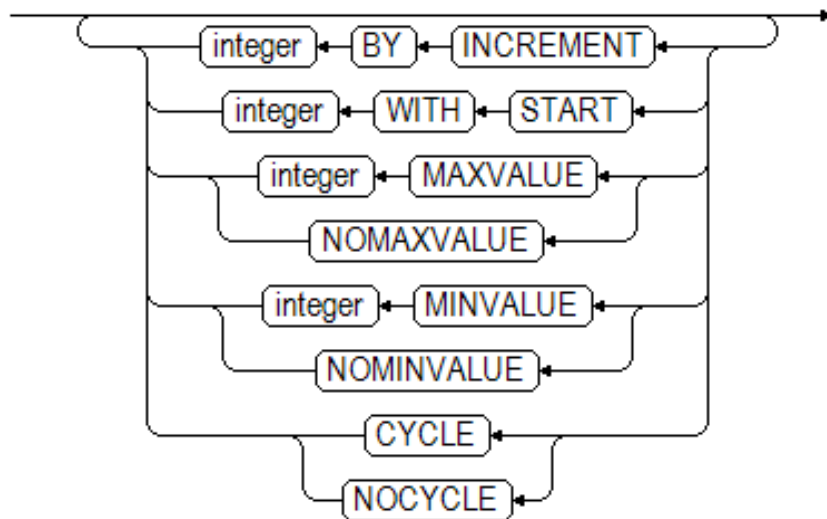 integer BY INCREMENT
integer WITH START
integer MAXVALUE
NOMAXVALUE
integer MINVALUE
NOMINVALUE
CYCLE
NOCYCLE